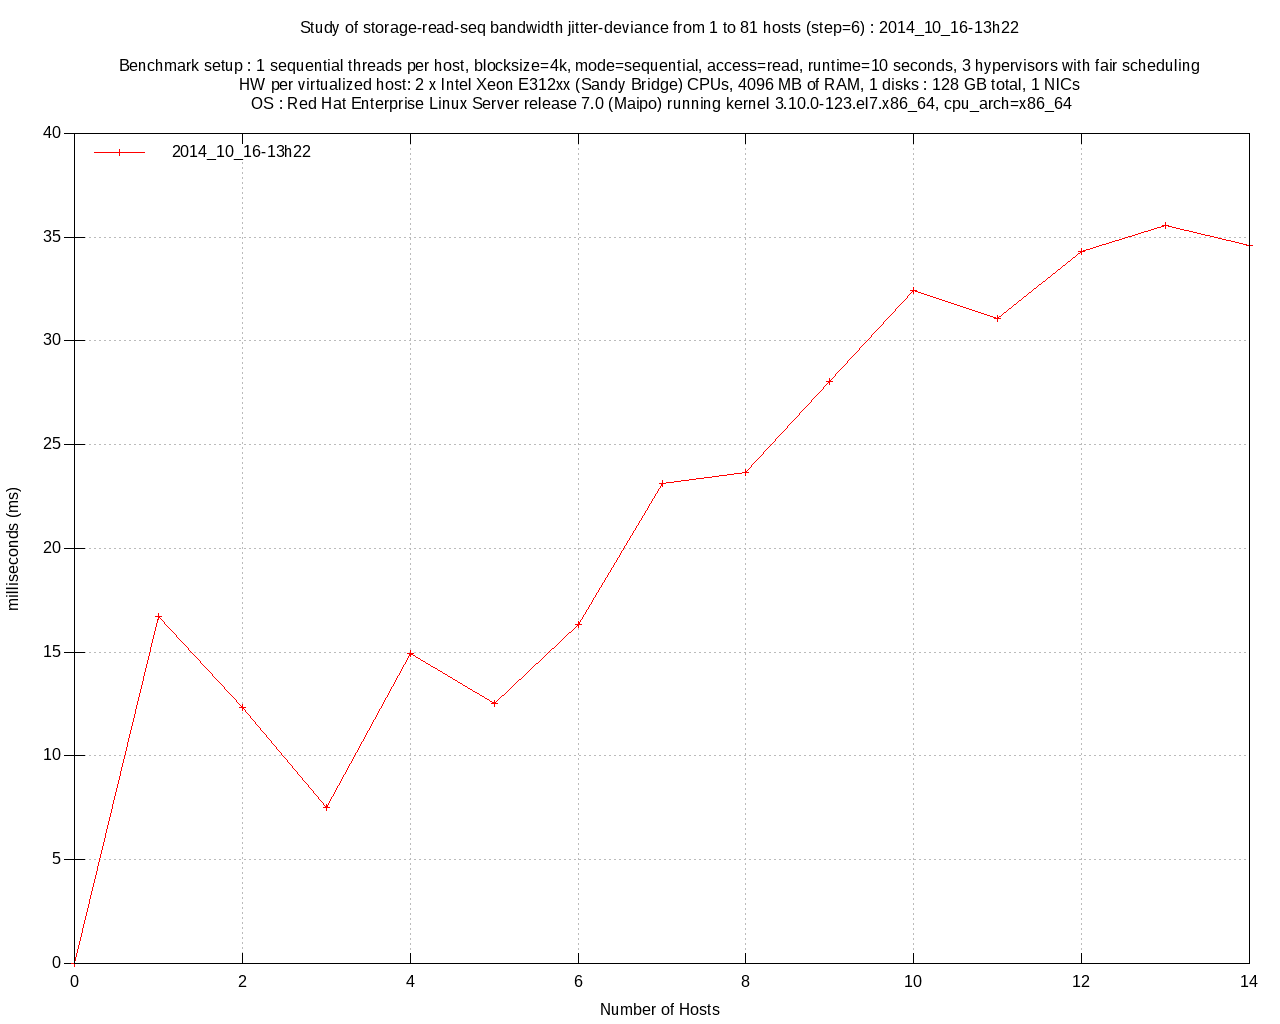 Study of storage-read-seq bandwidth jitter-deviance from 1 to 81 hosts (step=6) : 2014_10_16-13h22
Benchmark setup : 1 sequential threads per host, blocksize=4k, mode=sequential, access=read, runtime=10 seconds, 3 hypervisors with fair scheduling
HW per virtualized host: 2 x Intel Xeon E312xx (Sandy Bridge) CPUs, 4096 MB of RAM, 1 disks : 128 GB total, 1 NICs
OS : Red Hat Enterprise Linux Server release 7.0 (Maipo) running kernel 3.10.0-123.el7.x86_64, cpu_arch=x86_64
2014_10_16-13h22
40
35
30
25
20
15
10
5
0
milliseconds (ms)
0 2 4 6 8 10 12 14
Number of Hosts